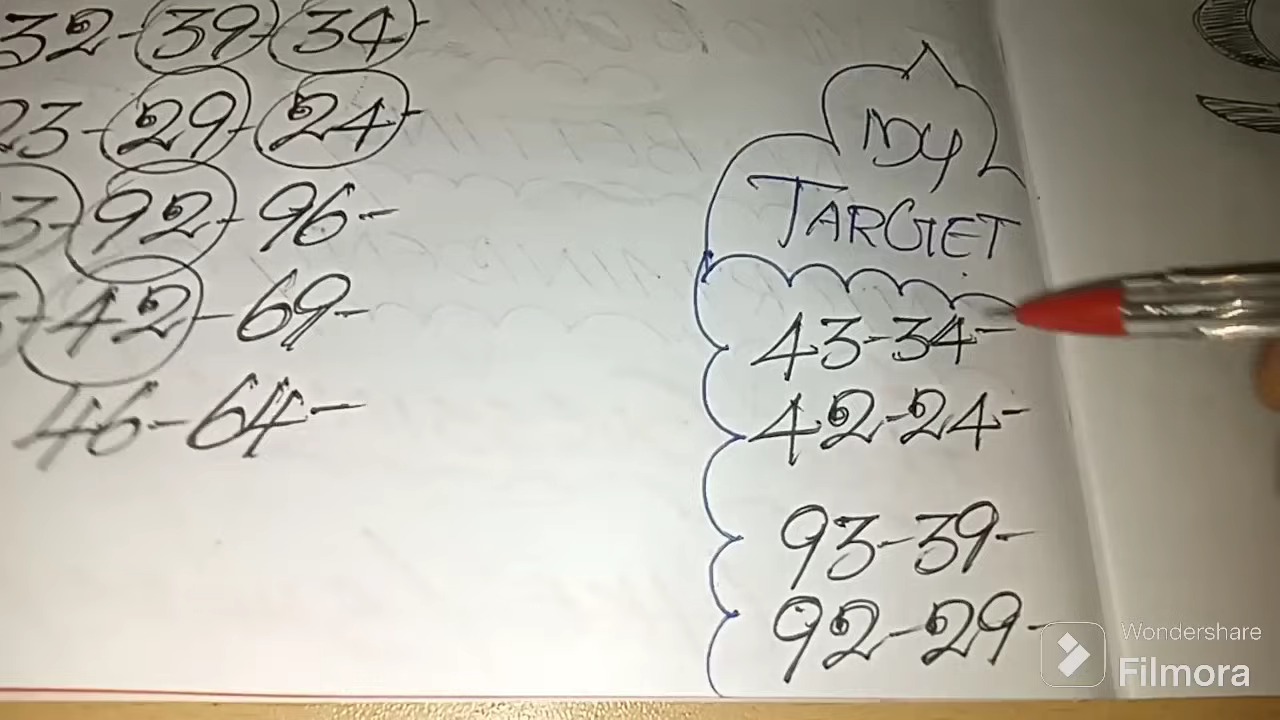 32-39-34-
23-29-24-
92-96-
42-69-
46-64-
MY
TARGET
43-34-
42-24-
93-39-
92-29-
Wondershare
Filmora